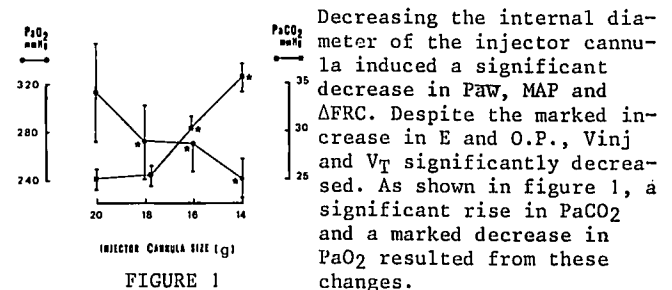 PaO2
mmHg
320
280
240
PaCO2
mmHg
35
30
25
* * * * *
20 18 16 14
INJECTOR CANNULA SIZE (g)
FIGURE 1
Decreasing the internal dia-
meter of the injector cannu-
la induced a significant
decrease in Paw, MAP and
ΔFRC. Despite the marked in-
crease in E and O.P., Vinj
and VT significantly decrea-
sed. As shown in figure 1, a
significant rise in PaCO2
and a marked decrease in
PaO2 resulted from these
changes.